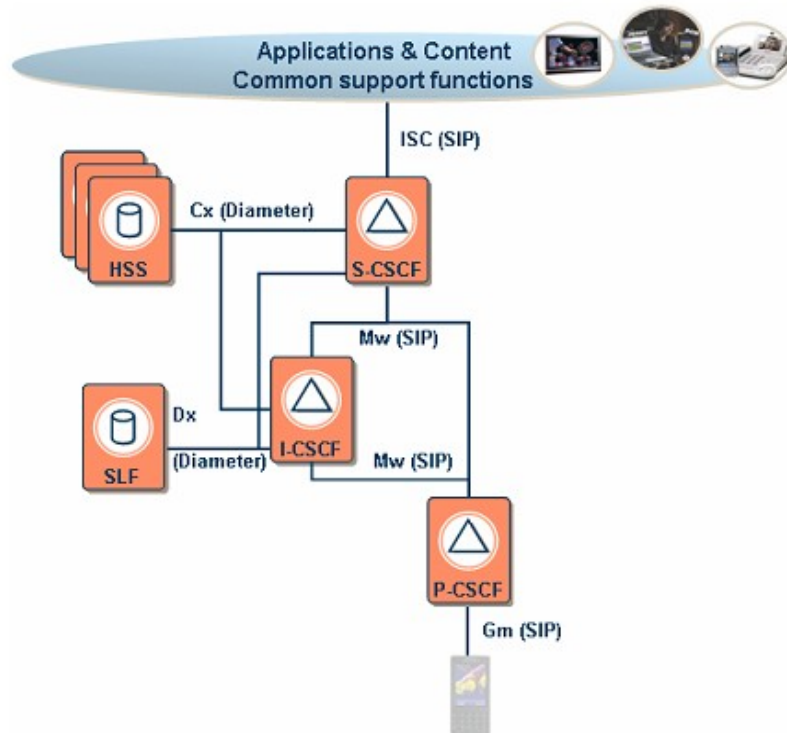 Applications & Content
Common support functions
ISC (SIP)
Cx (Diameter)
HSS
S-CSCF
Mw (SIP)
Dx
(Diameter)
SLF
I-CSCF
Mw (SIP)
P-CSCF
Gm (SIP)